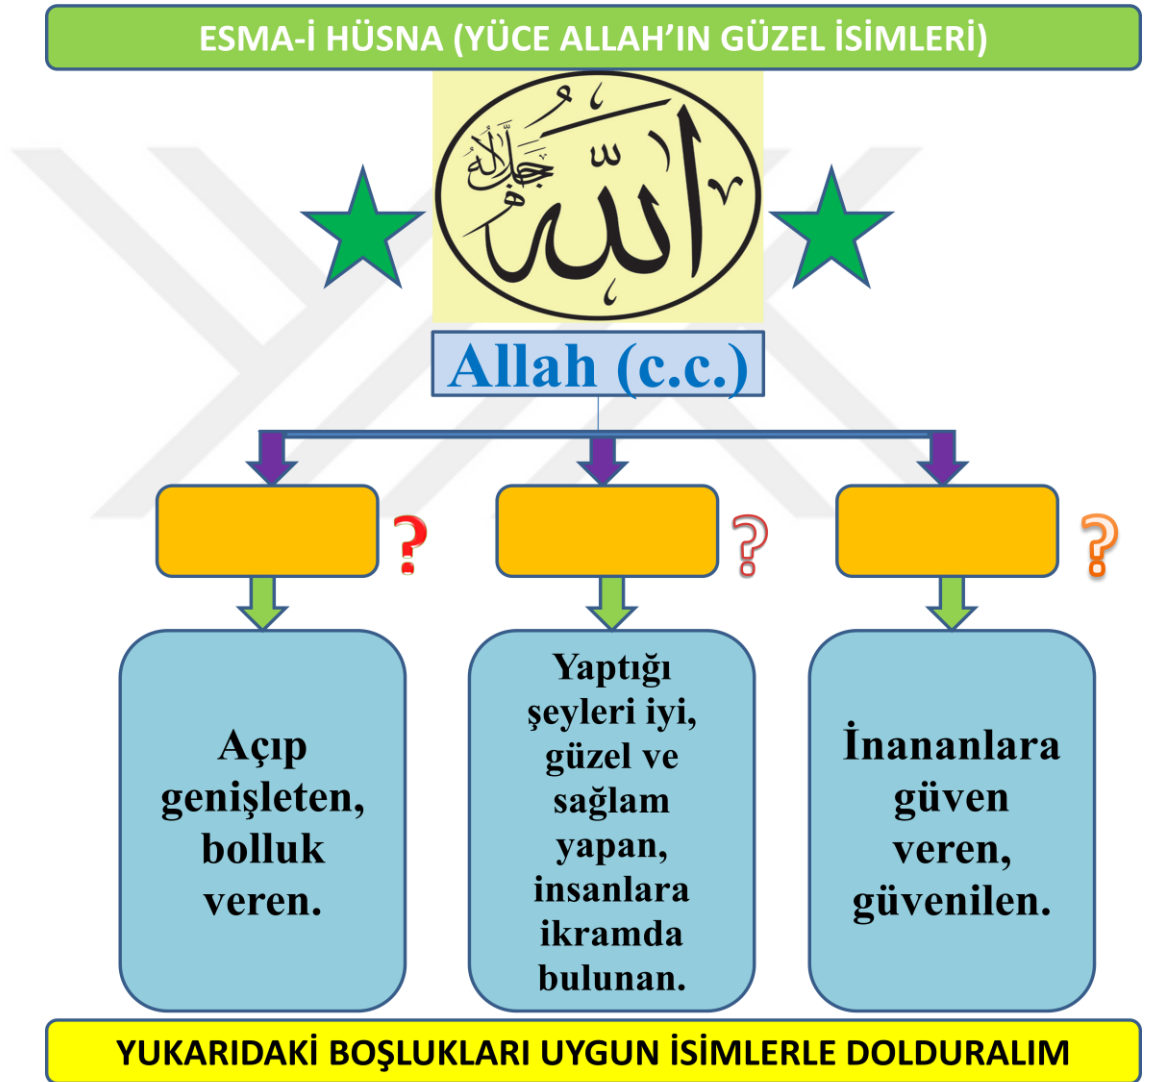 ESMA-İ HÜSNA (YÜCE ALLAH’IN GÜZEL İSİMLERİ)
الله
جل جلاله
Allah (c.c.)
?
?
?
Açıp
genişleten,
bolluk
veren.
Yaptığı
şeyleri iyi,
güzel ve
sağlam
yapan,
insanlara
ikramda
bulunan.
İnananlara
güven
veren,
güvenilen.
YUKARIDAKİ BOŞLUKLARI UYGUN İSİMLERLE DOLDURALIM